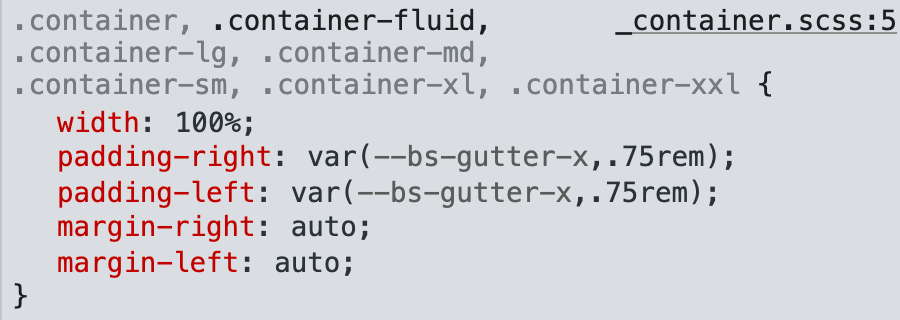 .container, .container-fluid, _container.scss:5
.container-lg, .container-md,
.container-sm, .container-xl, .container-xxl {
width: 100%;
padding-right: var(--bs-gutter-x,.75rem);
padding-left: var(--bs-gutter-x,.75rem);
margin-right: auto;
margin-left: auto;
}